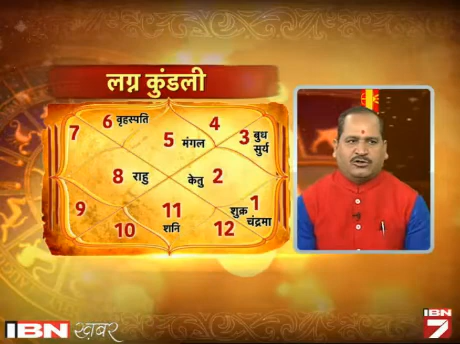 लग्न कुंडली
7
6 वृहस्पति
4
5 मंगल
3 बुध
सुर्य
8 राहु
केतु 2
9
11
शनि
10
1
शुक्र
चंद्रमा
12
IBN ख़बर
IBN
7